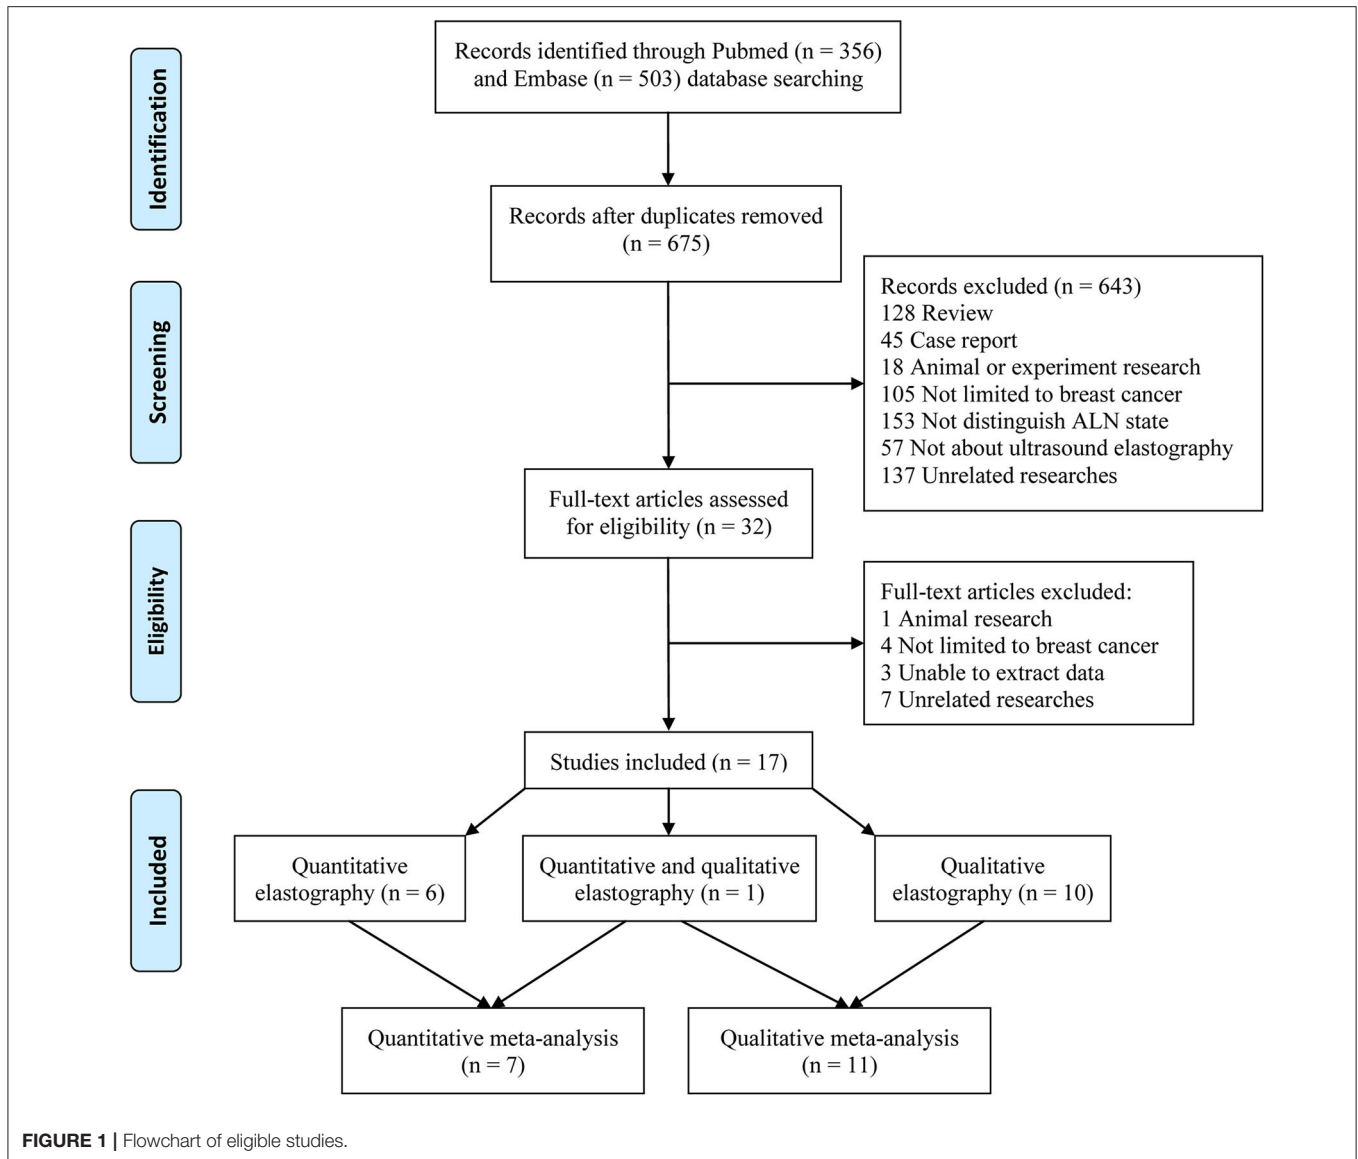 Identification
Records identified through Pubmed (n = 356)
and Embase (n = 503) database searching
Records after duplicates removed
(n = 675)
Screening
Records excluded (n = 643)
128 Review
45 Case report
18 Animal or experiment research
105 Not limited to breast cancer
153 Not distinguish ALN state
57 Not about ultrasound elastography
137 Unrelated researches
Full-text articles assessed
for eligibility (n = 32)
Eligibility
Full-text articles excluded:
1 Animal research
4 Not limited to breast cancer
3 Unable to extract data
7 Unrelated researches
Studies included (n = 17)
Included
Quantitative
elastography (n = 6)
Quantitative and qualitative
elastography (n = 1)
Qualitative
elastography (n = 10)
Quantitative meta-analysis
(n = 7)
Qualitative meta-analysis
(n = 11)
FIGURE 1 | Flowchart of eligible studies.